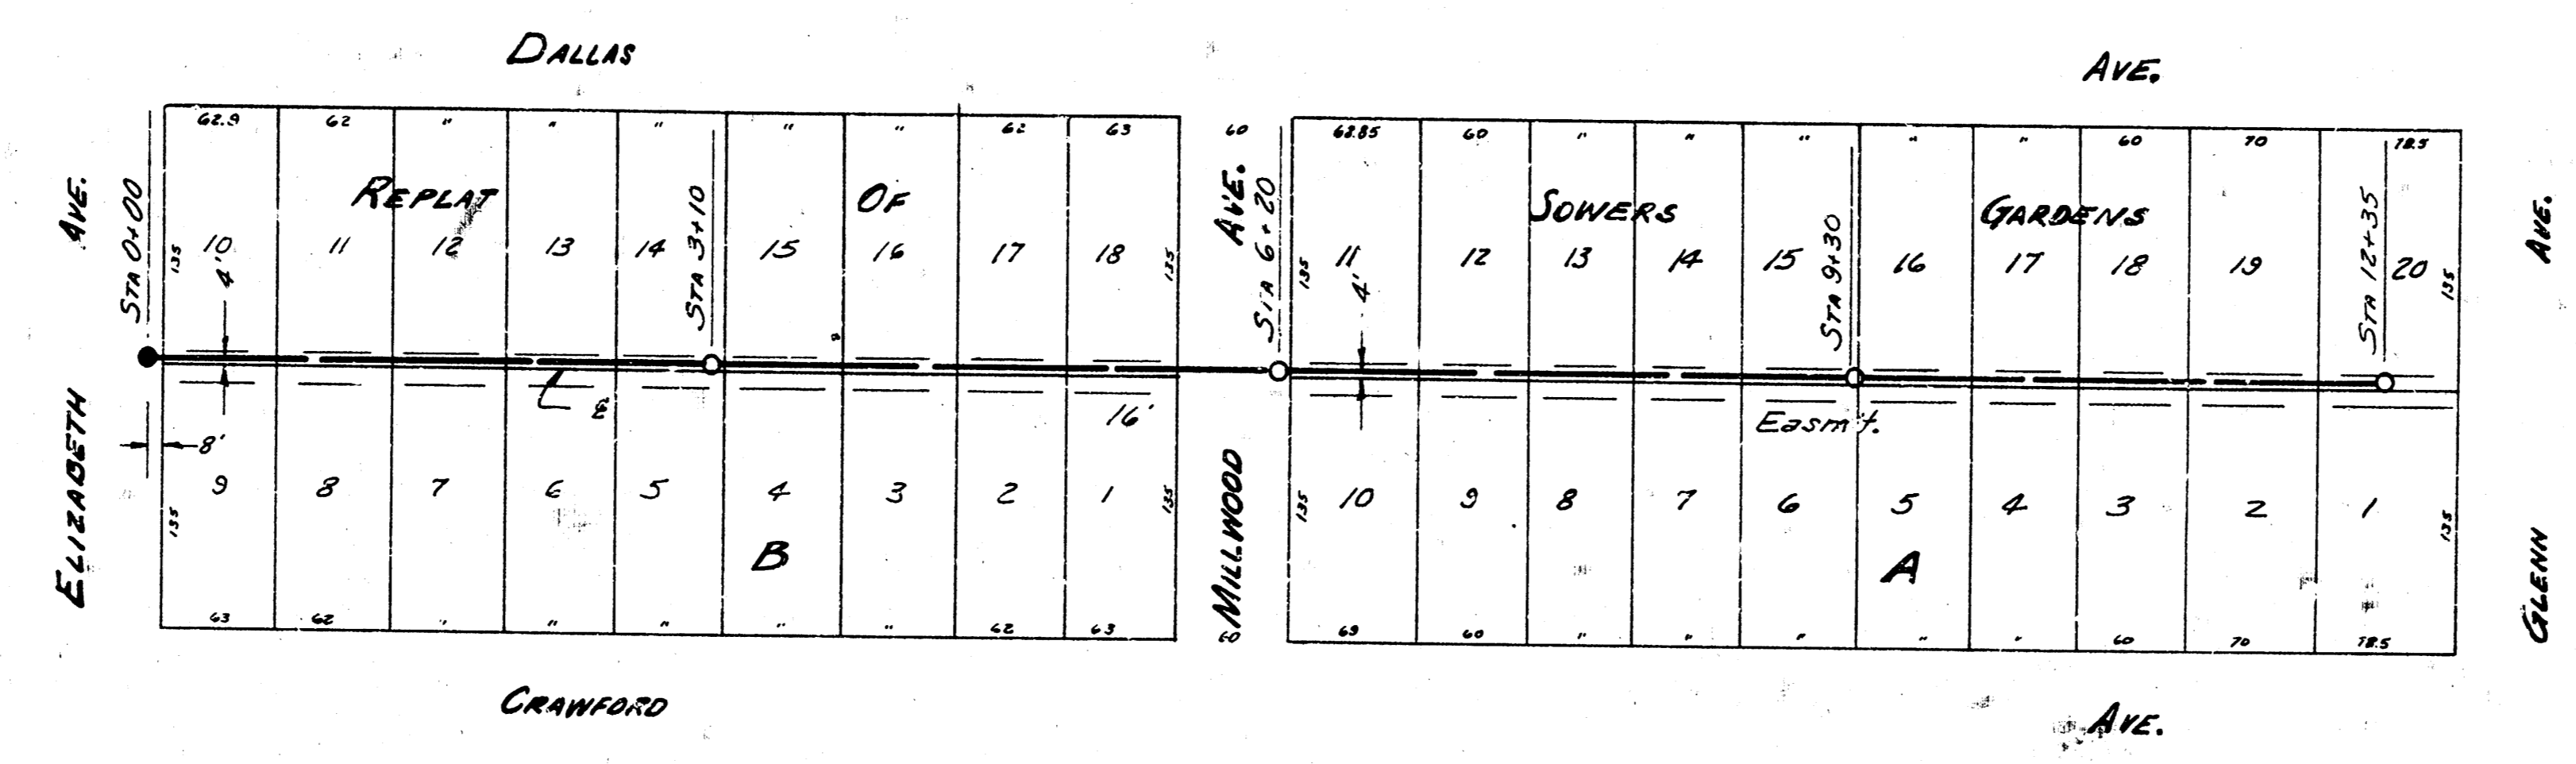 DALLAS AVE.
62.9 62 " " " " " 62 63 60 62.85 60 " " " " " 60 70 78.5
REPLAT OF SOWERS GARDENS
ELIZABETH AVE.
MILLWOOD AVE.
GLENN AVE.
STA 0+00
STA 3+10
STA 6+20
STA 9+30
STA 12+35
135 10 11 12 13 14 15 16 17 18 135
135 11 12 13 14 15 16 17 18 19 20 135
4'
4'
8'
16' Easm't.
135 9 8 7 6 5 4 3 2 1 135
135 10 9 8 7 6 5 4 3 2 1 135
B
A
63 62 " " " " " 62 63 60 69 60 " " " " " 60 70 78.5
CRAWFORD AVE.